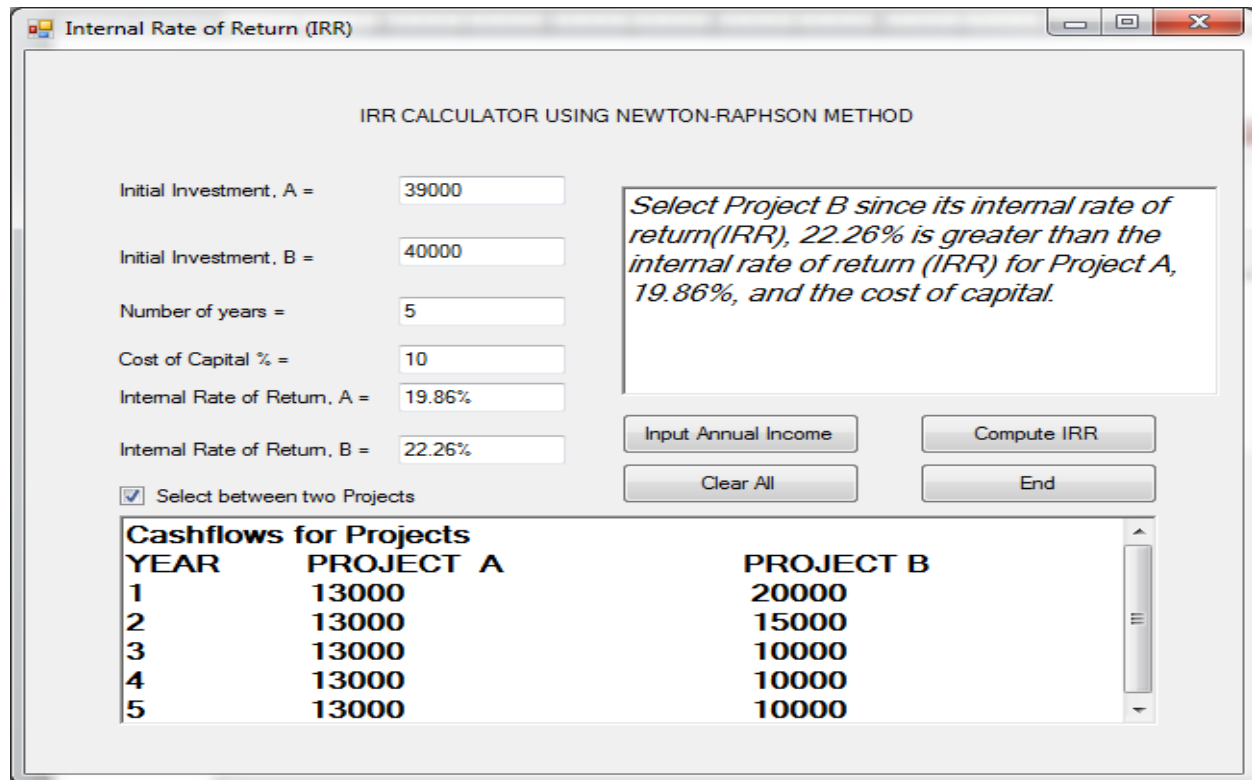 Internal Rate of Return (IRR)
IRR CALCULATOR USING NEWTON-RAPHSON METHOD
Initial Investment, A = 39000
Initial Investment, B = 40000
Number of years = 5
Cost of Capital % = 10
Internal Rate of Return, A = 19.86%
Internal Rate of Return, B = 22.26%
Select between two Projects
Select Project B since its internal rate of
return(IRR), 22.26% is greater than the
internal rate of return (IRR) for Project A,
19.86%, and the cost of capital.
Input Annual Income Compute IRR
Clear All End
Cashflows for Projects
YEAR PROJECT A PROJECT B
1 13000 20000
2 13000 15000
3 13000 10000
4 13000 10000
5 13000 10000